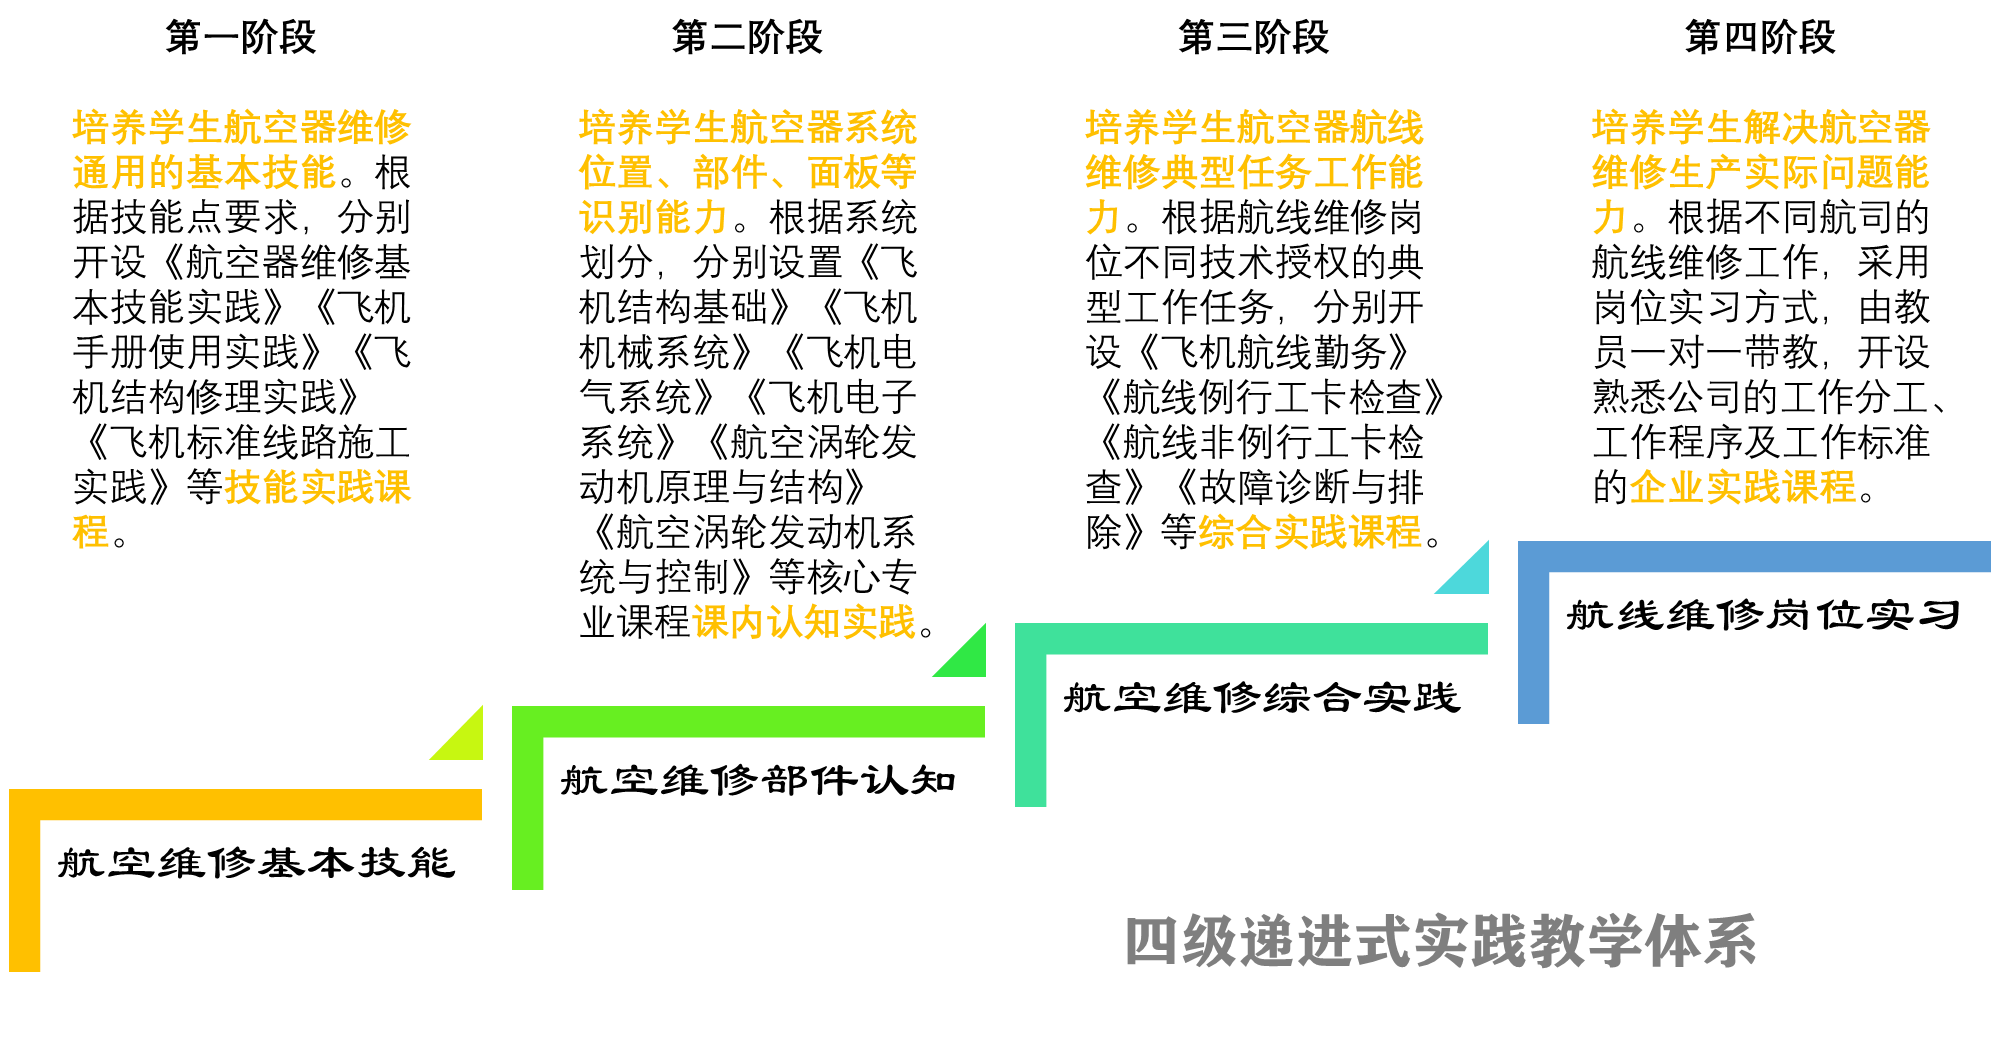 第一阶段
培养学生航空器维修
通用的基本技能。根
据技能点要求，分别
开设《航空器维修基
本技能实践》《飞机
手册使用实践》《飞
机结构修理实践》
《飞机标准线路施工
实践》等技能实践课
程。
航空维修基本技能
第二阶段
培养学生航空器系统
位置、部件、面板等
识别能力。根据系统
划分，分别设置《飞
机结构基础》《飞机
机械系统》《飞机电
气系统》《飞机电子
系统》《航空涡轮发
动机原理与结构》
《航空涡轮发动机系
统与控制》等核心专
业课程课内认知实践。
航空维修部件认知
第三阶段
培养学生航空器航线
维修典型任务工作能
力。根据航线维修岗
位不同技术授权的典
型工作任务，分别开
设《飞机航线勤务》
《航线例行工卡检查》
《航线非例行工卡检
查》《故障诊断与排
除》等综合实践课程。
航空维修综合实践
第四阶段
培养学生解决航空器
维修生产实际问题能
力。根据不同航司的
航线维修工作，采用
岗位实习方式，由教
员一对一带教，开设
熟悉公司的工作分工、
工作程序及工作标准
的企业实践课程。
航线维修岗位实习
四级递进式实践教学体系